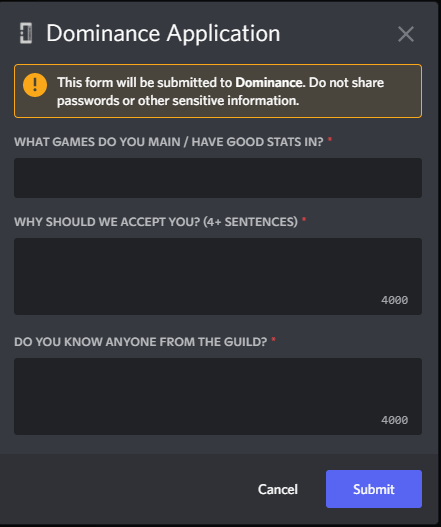 Dominance Application
This form will be submitted to Dominance. Do not share
passwords or other sensitive information.
WHAT GAMES DO YOU MAIN / HAVE GOOD STATS IN? *
WHY SHOULD WE ACCEPT YOU? (4+ SENTENCES) *
4000
DO YOU KNOW ANYONE FROM THE GUILD? *
4000
Cancel Submit